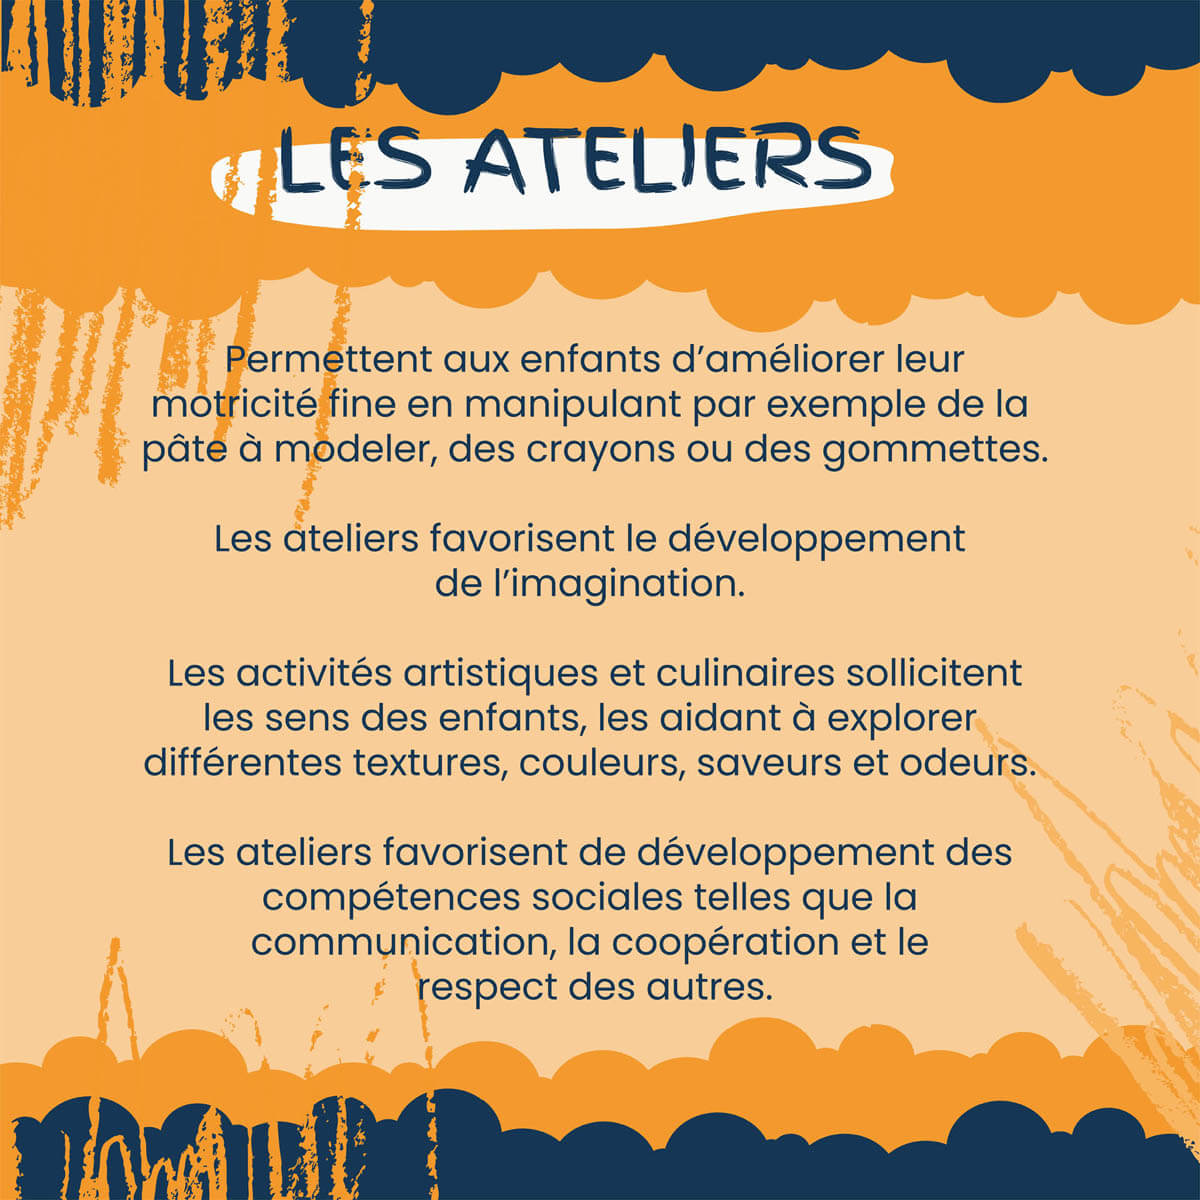 LES ATELIERS
Permettent aux enfants d’améliorer leur
motricité fine en manipulant par exemple de la
pâte à modeler, des crayons ou des gommettes.
Les ateliers favorisent le développement
de l’imagination.
Les activités artistiques et culinaires sollicitent
les sens des enfants, les aidant à explorer
différentes textures, couleurs, saveurs et odeurs.
Les ateliers favorisent de développement des
compétences sociales telles que la
communication, la coopération et le
respect des autres.